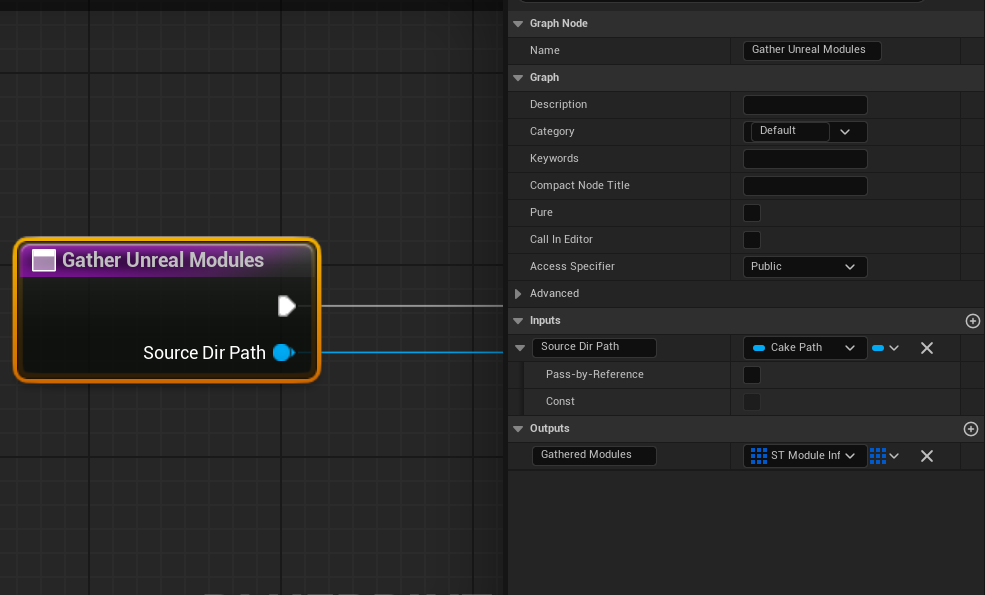 Graph Node
Name
Gather Unreal Modules
Graph
Description
Category
Default
Keywords
Compact Node Title
Pure
Call In Editor
Access Specifier
Public
Advanced
Inputs
Source Dir Path
Cake Path
Pass-by-Reference
Const
Outputs
Gathered Modules
ST Module Inf
Gather Unreal Modules
Source Dir Path